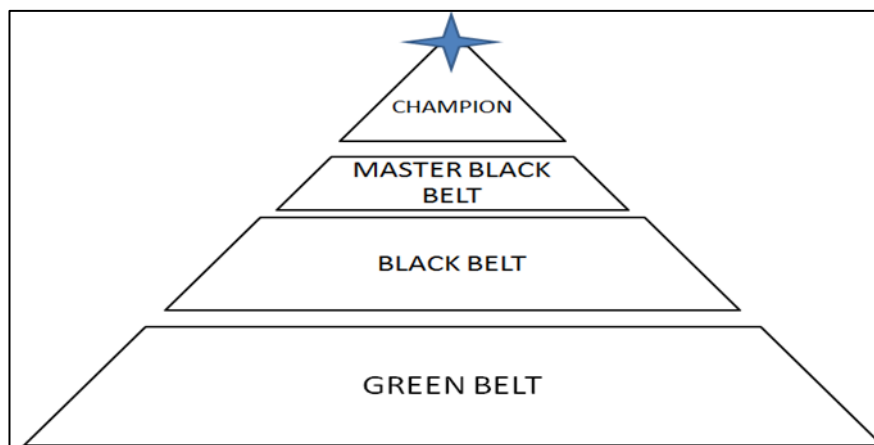 CHAMPION
MASTER BLACK
BELT
BLACK BELT
GREEN BELT